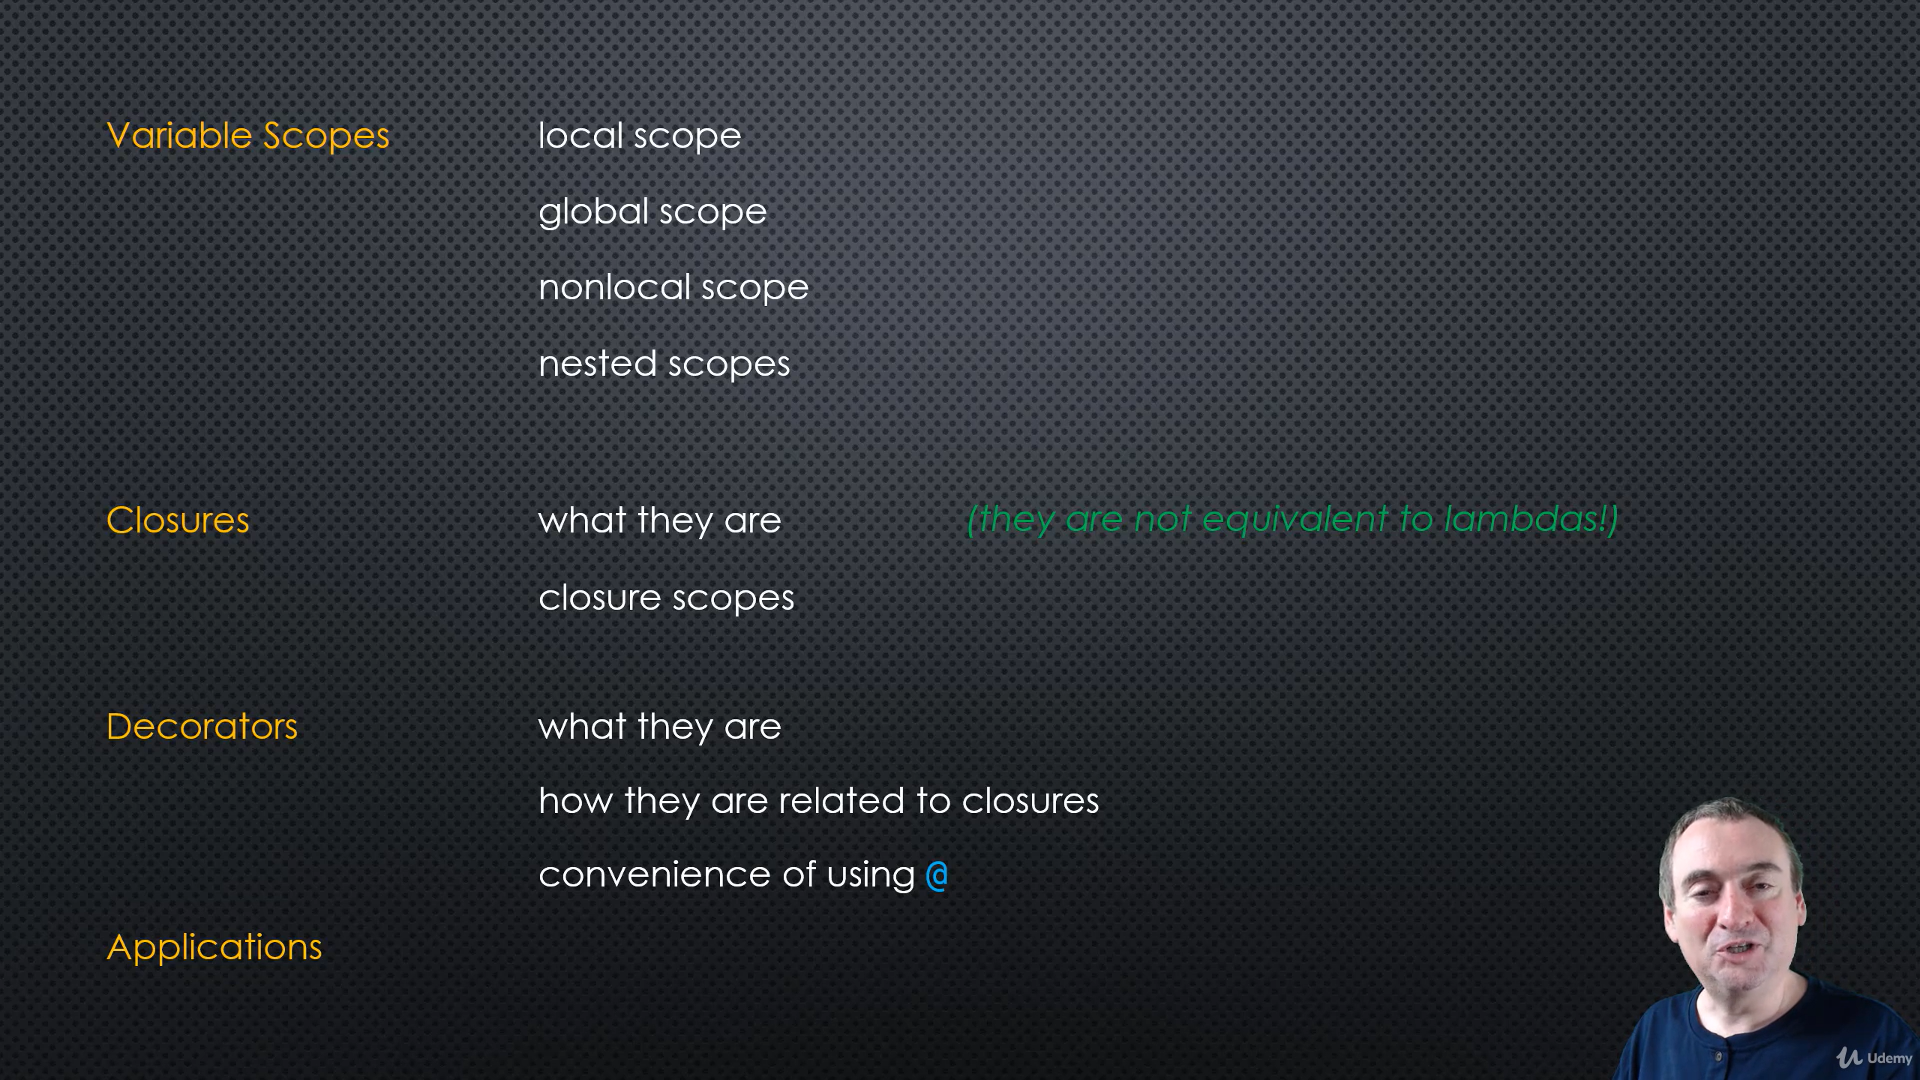 Variable Scopes local scope
global scope
nonlocal scope
nested scopes
Closures what they are (they are not equivalent to lambdas!)
closure scopes
Decorators what they are
how they are related to closures
convenience of using @
Applications
Udemy